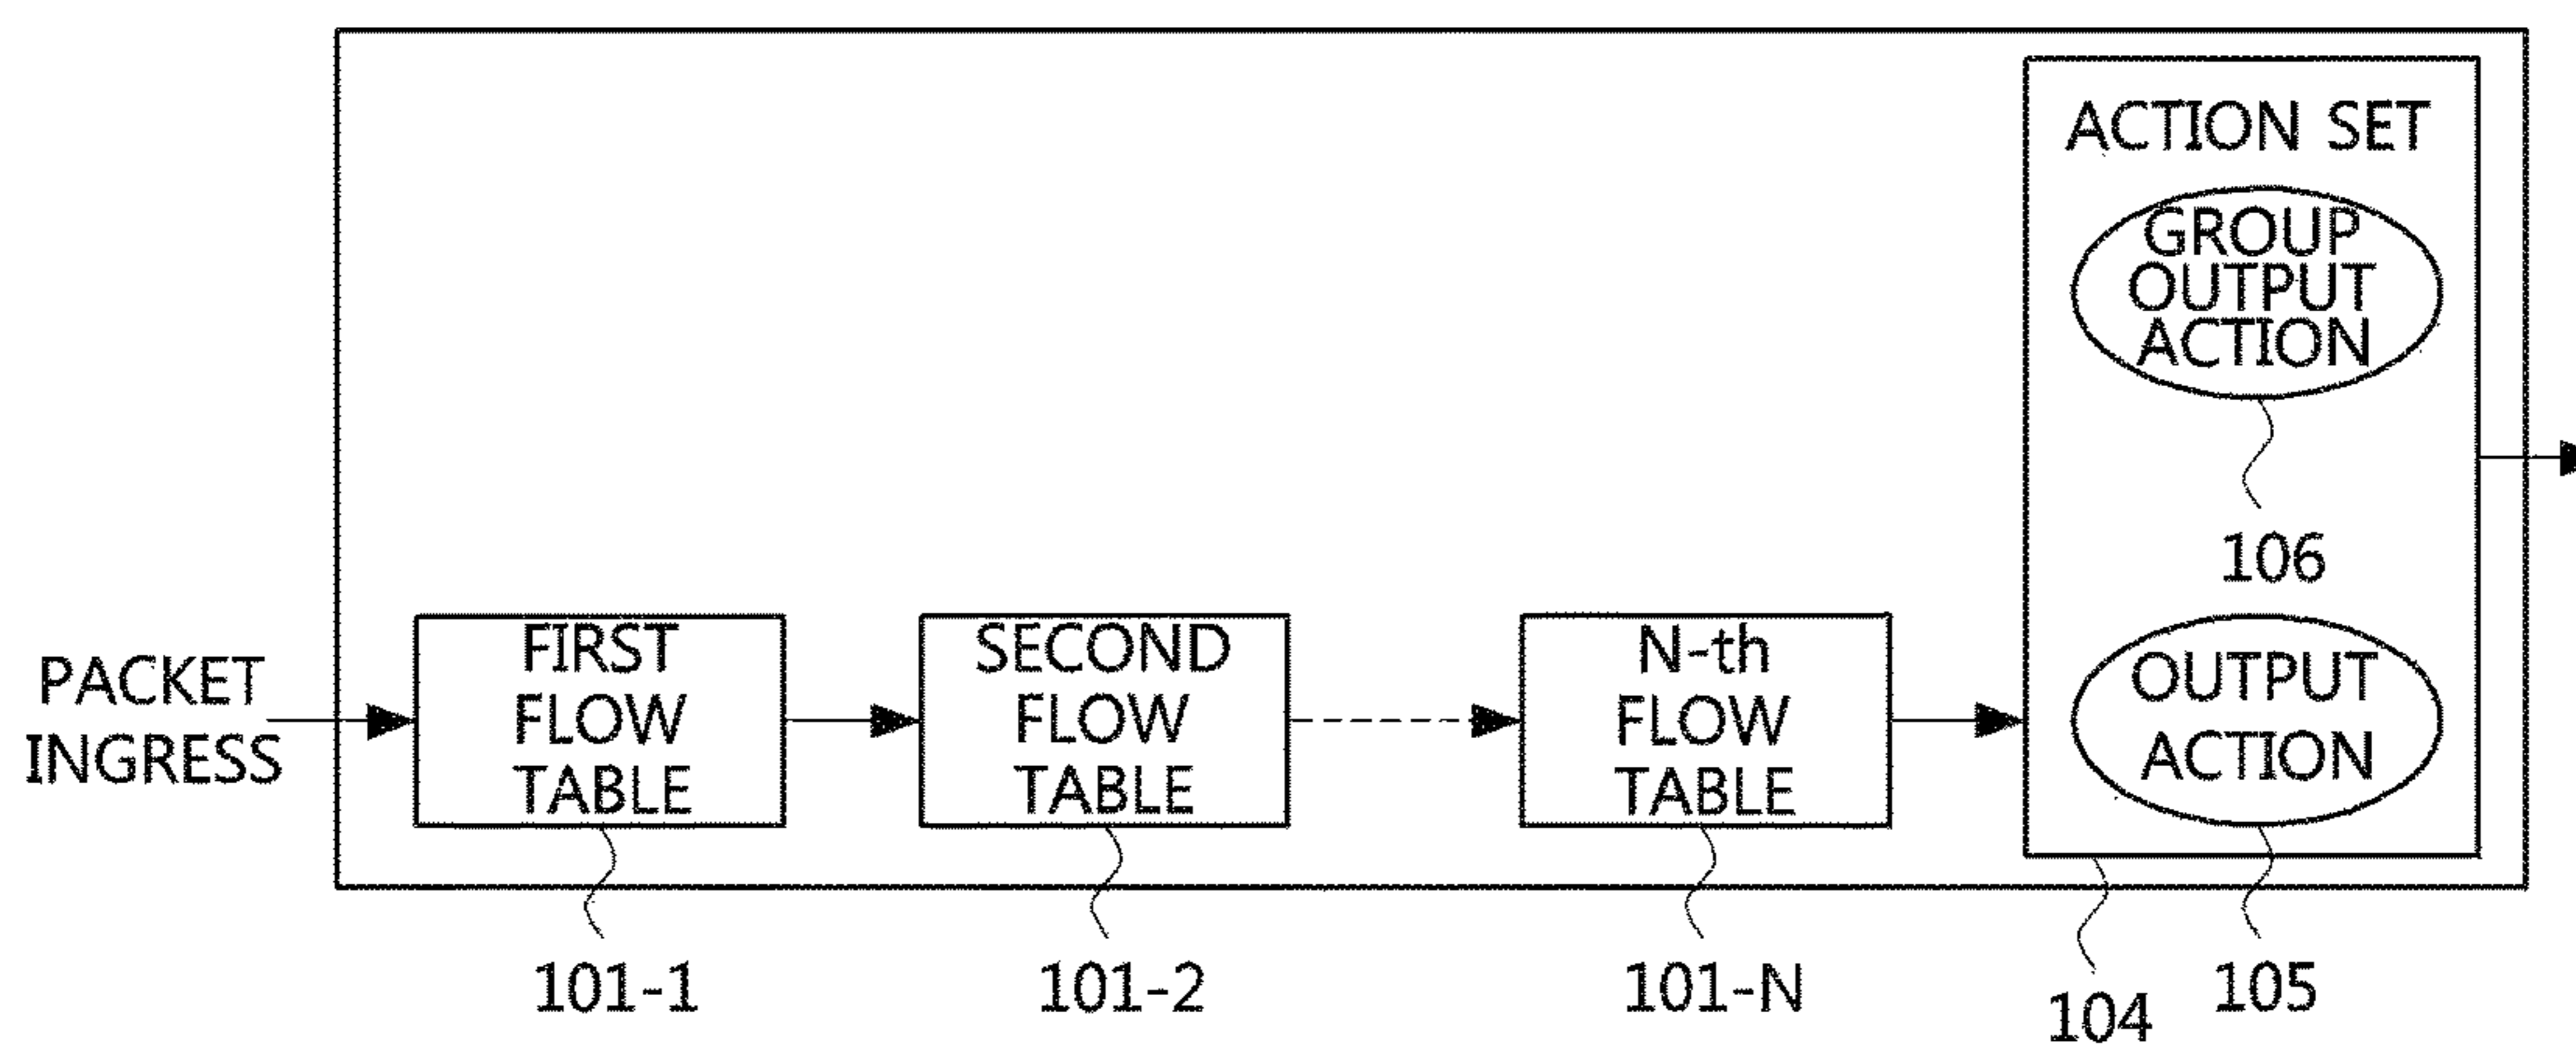 ACTION SET
GROUP
OUTPUT
ACTION
106
PACKET
INGRESS
FIRST
FLOW
TABLE
SECOND
FLOW
TABLE
N-th
FLOW
TABLE
OUTPUT
ACTION
101-1
101-2
101-N
104
105